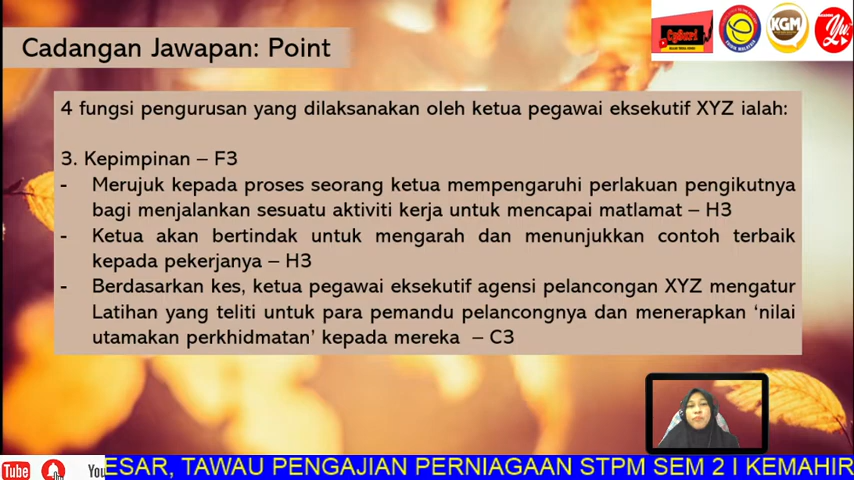 Cadangan Jawapan: Point
CgGuri
KGM
Yu
4 fungsi pengurusan yang dilaksanakan oleh ketua pegawai eksekutif XYZ ialah:
3. Kepimpinan – F3
- Merujuk kepada proses seorang ketua mempengaruhi perlakuan pengikutnya
bagi menjalankan sesuatu aktiviti kerja untuk mencapai matlamat – H3
- Ketua akan bertindak untuk mengarah dan menunjukkan contoh terbaik
kepada pekerjanya – H3
- Berdasarkan kes, ketua pegawai eksekutif agensi pelancongan XYZ mengatur
Latihan yang teliti untuk para pemandu pelancongnya dan menerapkan ‘nilai
utamakan perkhidmatan’ kepada mereka – C3
Tube
You
ESAR, TAWAU PENGAJIAN PERNIAGAAN STPM SEM 2 I KEMAHIR